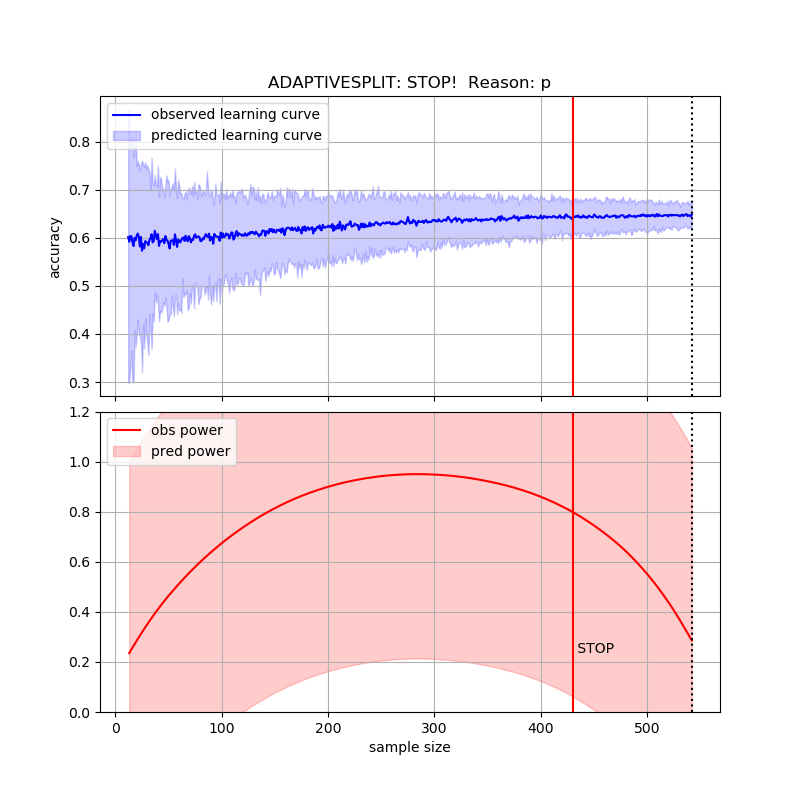 ADAPTIVESPLIT: STOP!  Reason: p
observed learning curve
predicted learning curve
accuracy
0.8
0.7
0.6
0.5
0.4
0.3
obs power
pred power
1.2
1.0
0.8
0.6
0.4
0.2
0.0
STOP
0 100 200 300 400 500
sample size